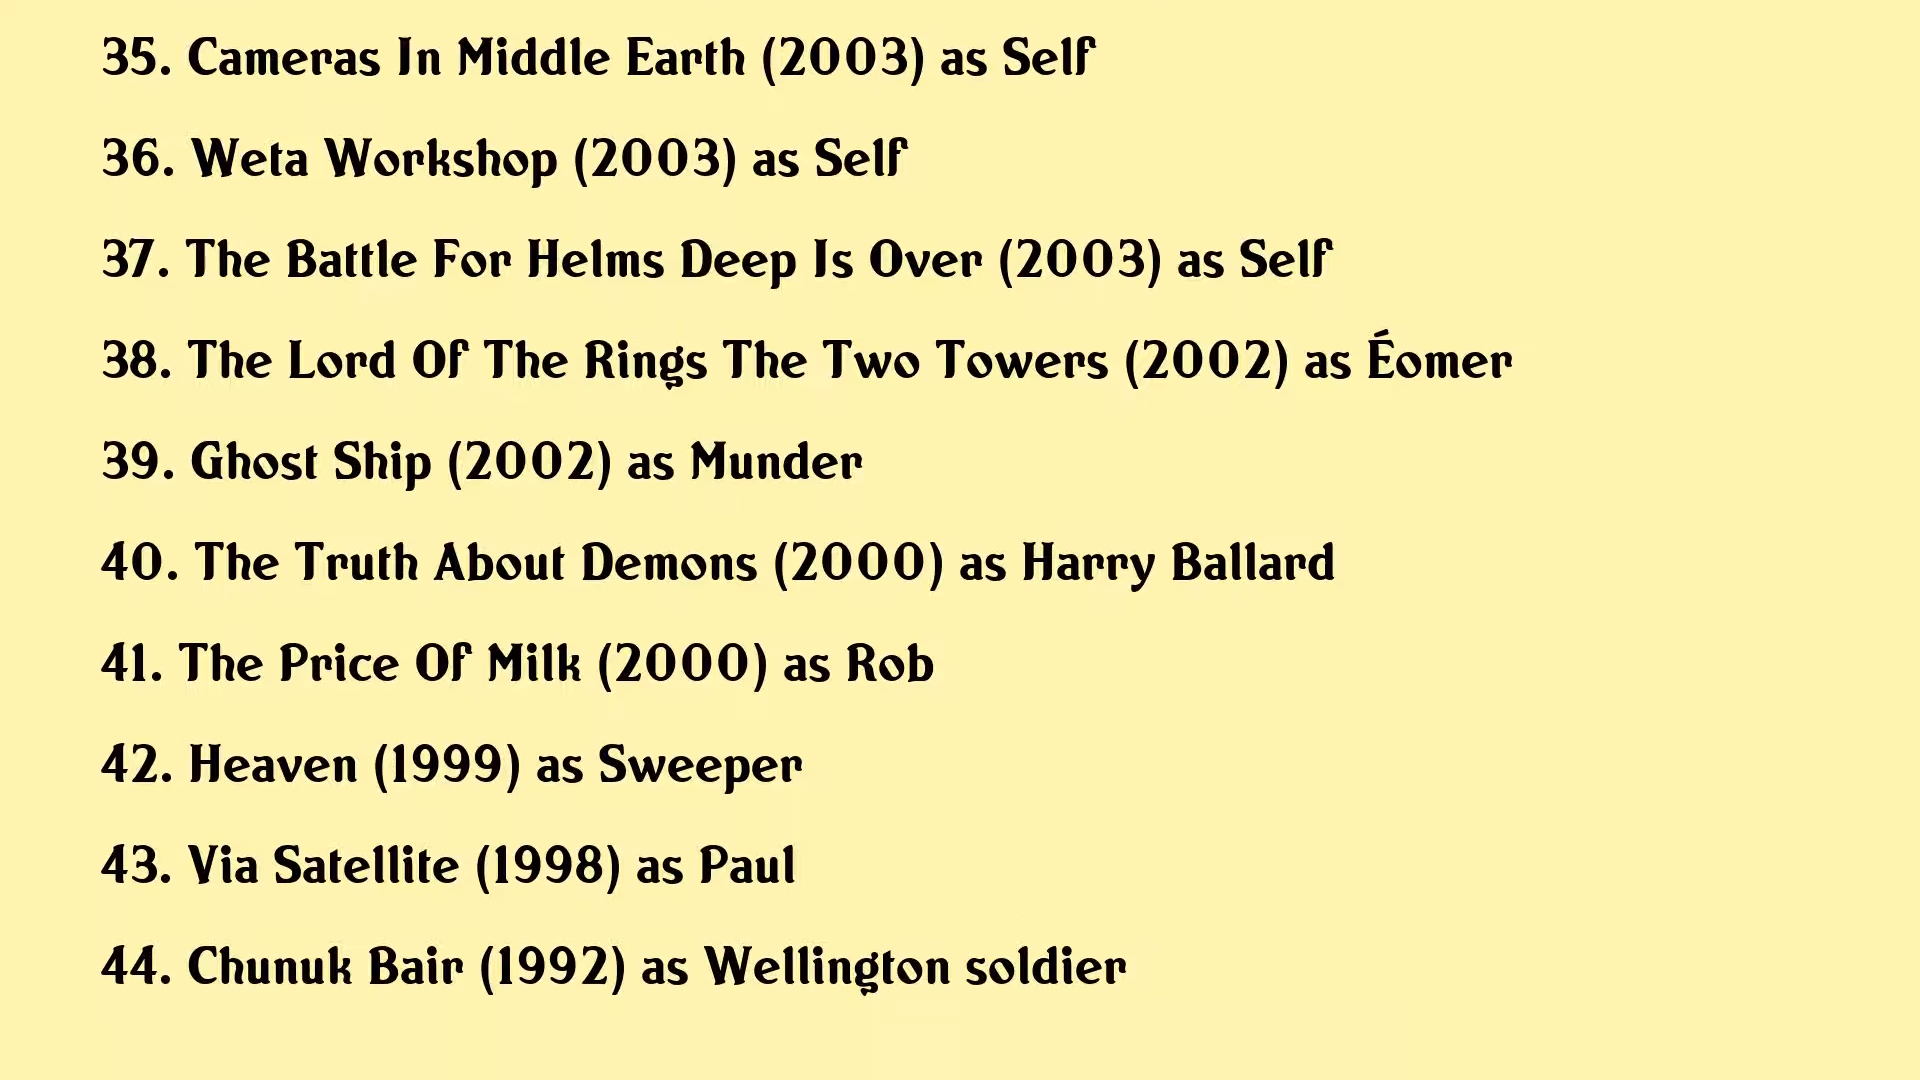 35. Cameras In Middle Earth (2003) as Self
36. Weta Workshop (2003) as Self
37. The Battle For Helms Deep Is Over (2003) as Self
38. The Lord Of The Rings The Two Towers (2002) as Éomer
39. Ghost Ship (2002) as Munder
40. The Truth About Demons (2000) as Harry Ballard
41. The Price Of Milk (2000) as Rob
42. Heaven (1999) as Sweeper
43. Via Satellite (1998) as Paul
44. Chunuk Bair (1992) as Wellington soldier